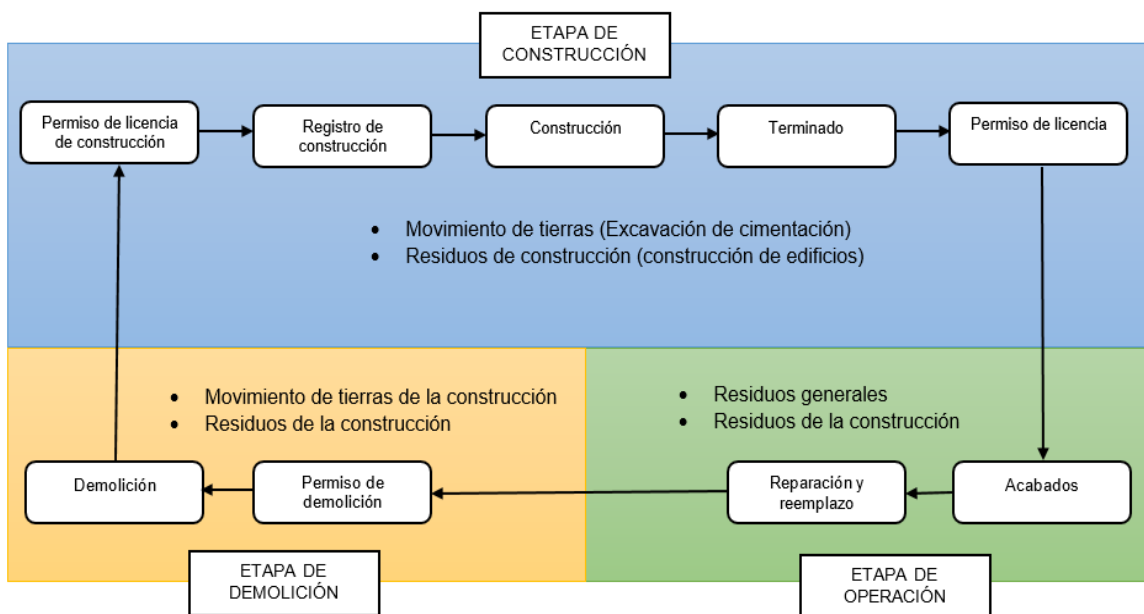 ETAPA DE
CONSTRUCCIÓN
Permiso de licencia
de construcción
Registro de
construcción
Construcción
Terminado
Permiso de licencia
• Movimiento de tierras (Excavación de cimentación)
• Residuos de construcción (construcción de edificios)
• Movimiento de tierras de la construcción
• Residuos de la construcción
• Residuos generales
• Residuos de la construcción
Demolición
Permiso de
demolición
Reparación y
reemplazo
Acabados
ETAPA DE
DEMOLICIÓN
ETAPA DE
OPERACIÓN